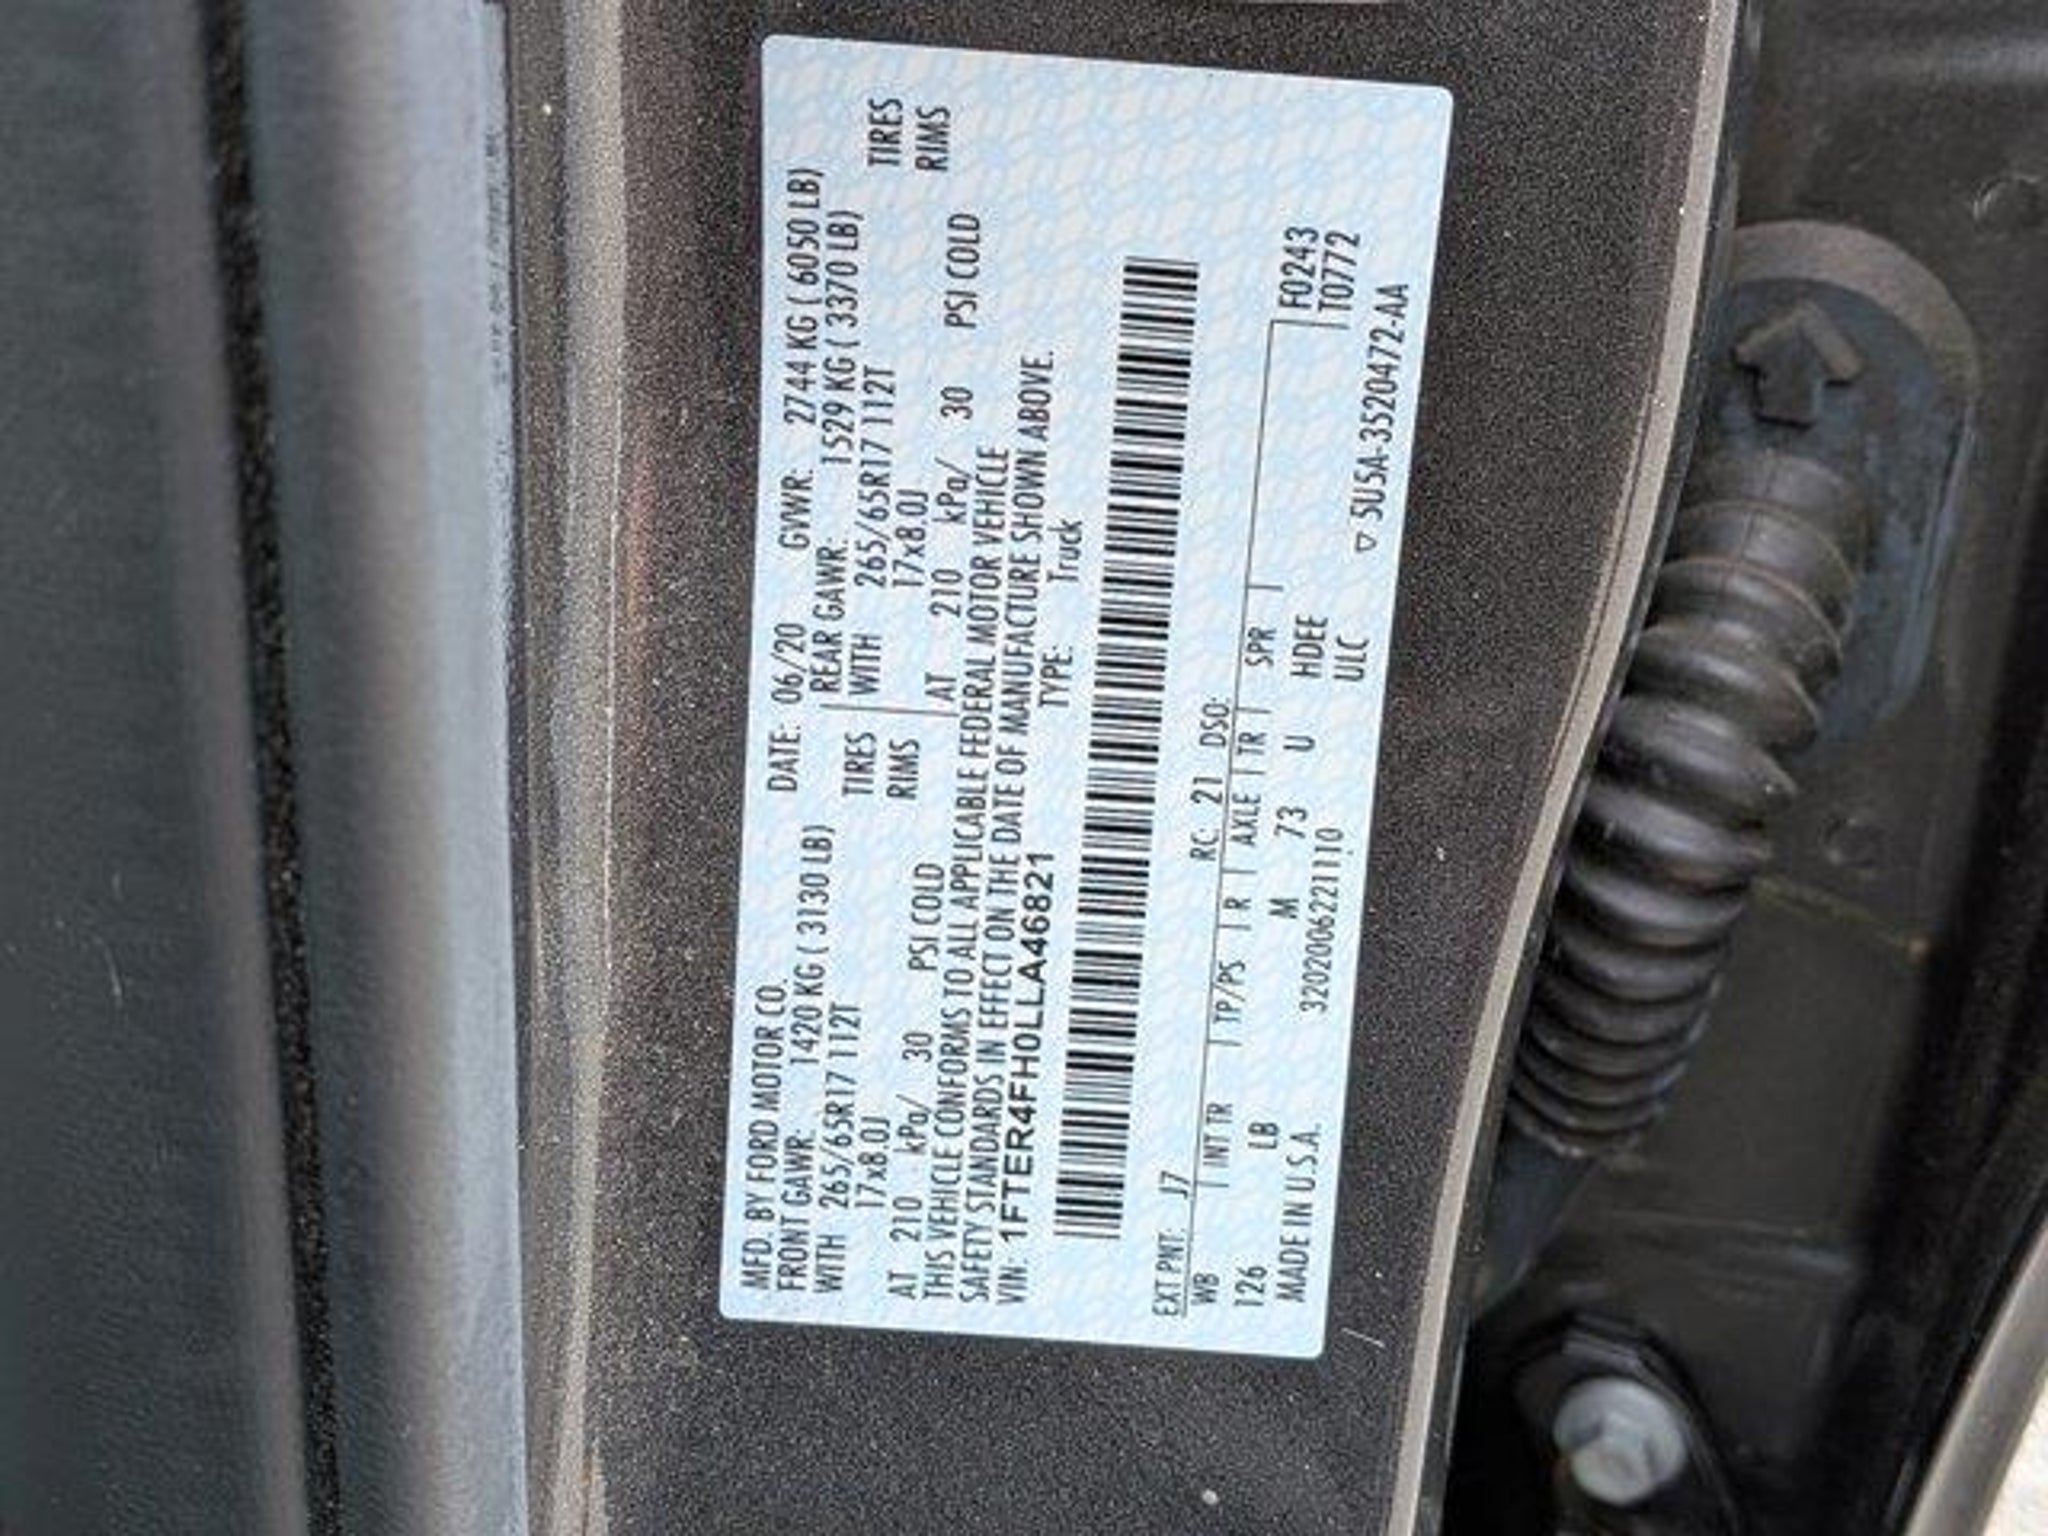 MFD. BY FORD MOTOR CO.
DATE: 06/20 GVWR: 2744 KG ( 6050 LB)
FRONT GAWR: 1420 KG ( 3130 LB)
REAR GAWR: 1529 KG ( 3370 LB)
WITH 265/65R17 112T TIRES
WITH 265/65R17 112T TIRES
17x8.0J RIMS
17x8.0J RIMS
AT 210 kPa/ 30 PSI COLD
AT 210 kPa/ 30 PSI COLD
THIS VEHICLE CONFORMS TO ALL APPLICABLE FEDERAL MOTOR VEHICLE
SAFETY STANDARDS IN EFFECT ON THE DATE OF MANUFACTURE SHOWN ABOVE.
VIN: 1FTER4FH0LLA46821 TYPE: Truck
EXT PNT: J7 RC: 21 DSO:
WB INT TR TP/PS R AXLE TR SPR F0243
126 LB M 73 U HDEE T0772
MADE IN U.S.A. 32020062211 10 ULC
▽ 5U5A-3520472-AA